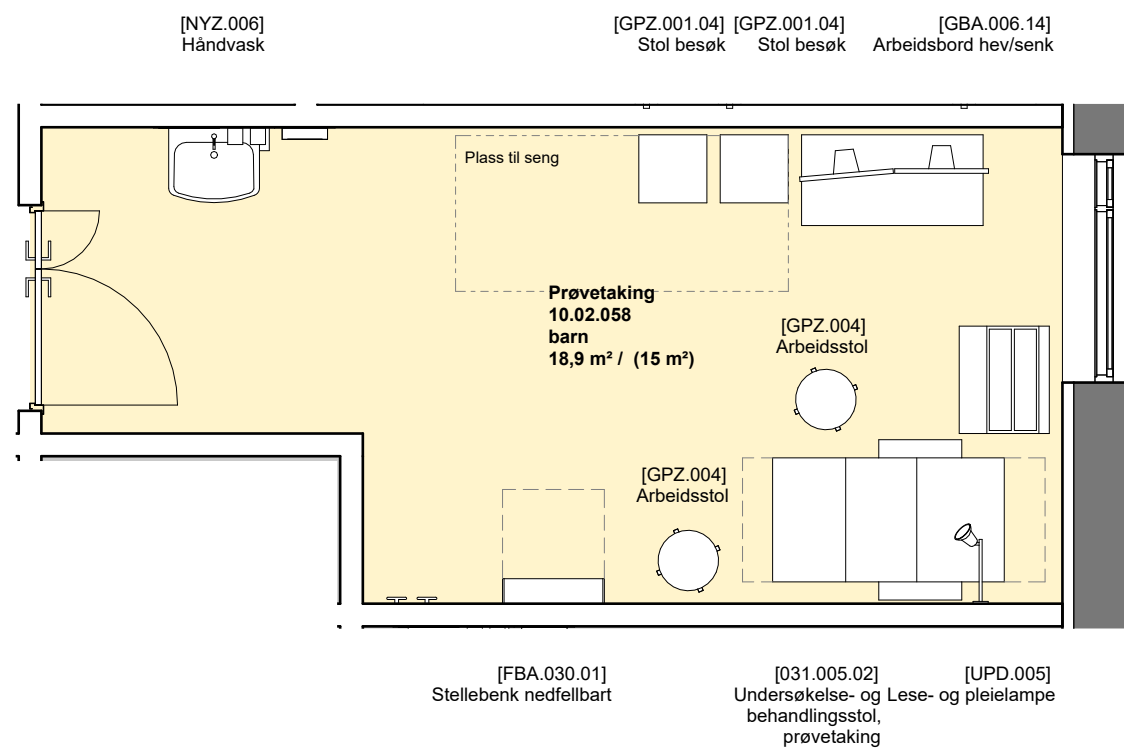 [NYZ.006]
Håndvask
[GPZ.001.04]
Stol besøk
[GPZ.001.04]
Stol besøk
[GBA.006.14]
Arbeidsbord hev/senk
Plass til seng
Prøvetaking
10.02.058
barn
18,9 m² / (15 m²)
[GPZ.004]
Arbeidsstol
[GPZ.004]
Arbeidsstol
[FBA.030.01]
Stellebenk nedfellbart
[031.005.02]
Undersøkelse- og
behandlingsstol,
prøvetaking
[UPD.005]
Lese- og pleielampe